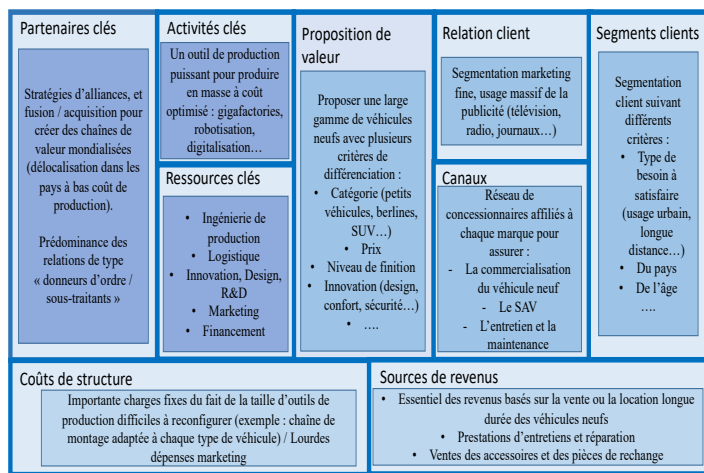 Partenaires clés
Stratégies d'alliances, et
fusion / acquisition pour
créer des chaînes de
valeur mondialisées
(délocalisation dans les
pays à bas coût de
production).
Prédominance des
relations de type
« donneurs d'ordre /
sous-traitants »
Activités clés
Un outil de production
puissant pour produire
en masse à coût
optimisé : gigafactories,
robotisation,
digitalisation…
Ressources clés
• Ingénierie de
production
• Logistique
• Innovation, Design,
R&D
• Marketing
• Financement
Proposition de
valeur
Proposer une large
gamme de véhicules
neufs avec plusieurs
critères de
différenciation :
• Catégorie (petits
véhicules, berlines,
SUV…)
• Prix
• Niveau de finition
• Innovation (design,
confort, sécurité…)
• ….
Relation client
Segmentation marketing
fine, usage massif de la
publicité (télévision,
radio, journaux…)
Canaux
Réseau de
concessionnaires affiliés à
chaque marque pour
assurer :
- La commercialisation
du véhicule neuf
- Le SAV
- L'entretien et la
maintenance
Segments clients
Segmentation
client suivant
différents
critères :
• Type de
besoin à
satisfaire
(usage urbain,
longue
distance…)
• Du pays
• De l'âge
….
Coûts de structure
Importante charges fixes du fait de la taille d'outils de
production difficiles à reconfigurer (exemple : chaîne de
montage adaptée à chaque type de véhicule) / Lourdes
dépenses marketing
Sources de revenus
• Essentiel des revenus basés sur la vente ou la location longue
durée des véhicules neufs
• Prestations d'entretiens et réparation
• Ventes des accessoires et des pièces de rechange